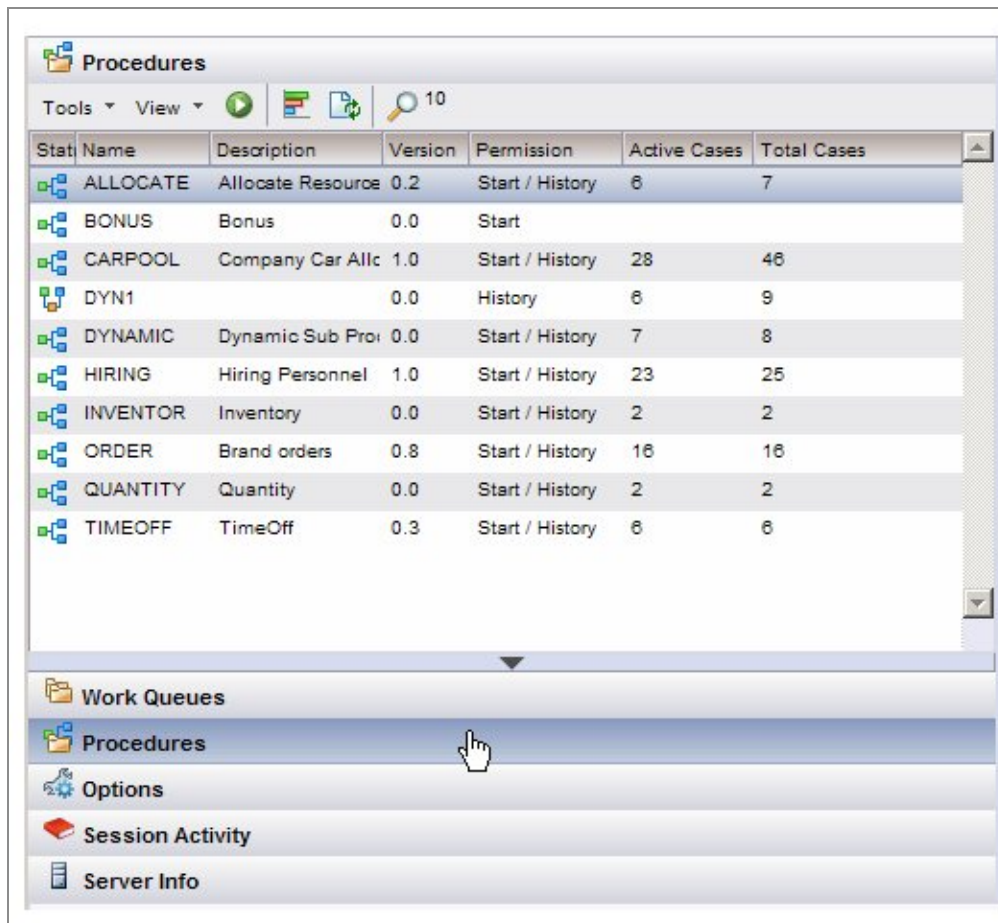 Procedures
Tools View 10
Stat Name Description Version Permission Active Cases Total Cases
ALLOCATE Allocate Resource 0.2 Start / History 6 7
BONUS Bonus 0.0 Start
CARPOOL Company Car Allc 1.0 Start / History 28 46
DYN1 0.0 History 6 9
DYNAMIC Dynamic Sub Pro 0.0 Start / History 7 8
HIRING Hiring Personnel 1.0 Start / History 23 25
INVENTOR Inventory 0.0 Start / History 2 2
ORDER Brand orders 0.8 Start / History 16 16
QUANTITY Quantity 0.0 Start / History 2 2
TIMEOFF TimeOff 0.3 Start / History 6 6
Work Queues
Procedures
Options
Session Activity
Server Info